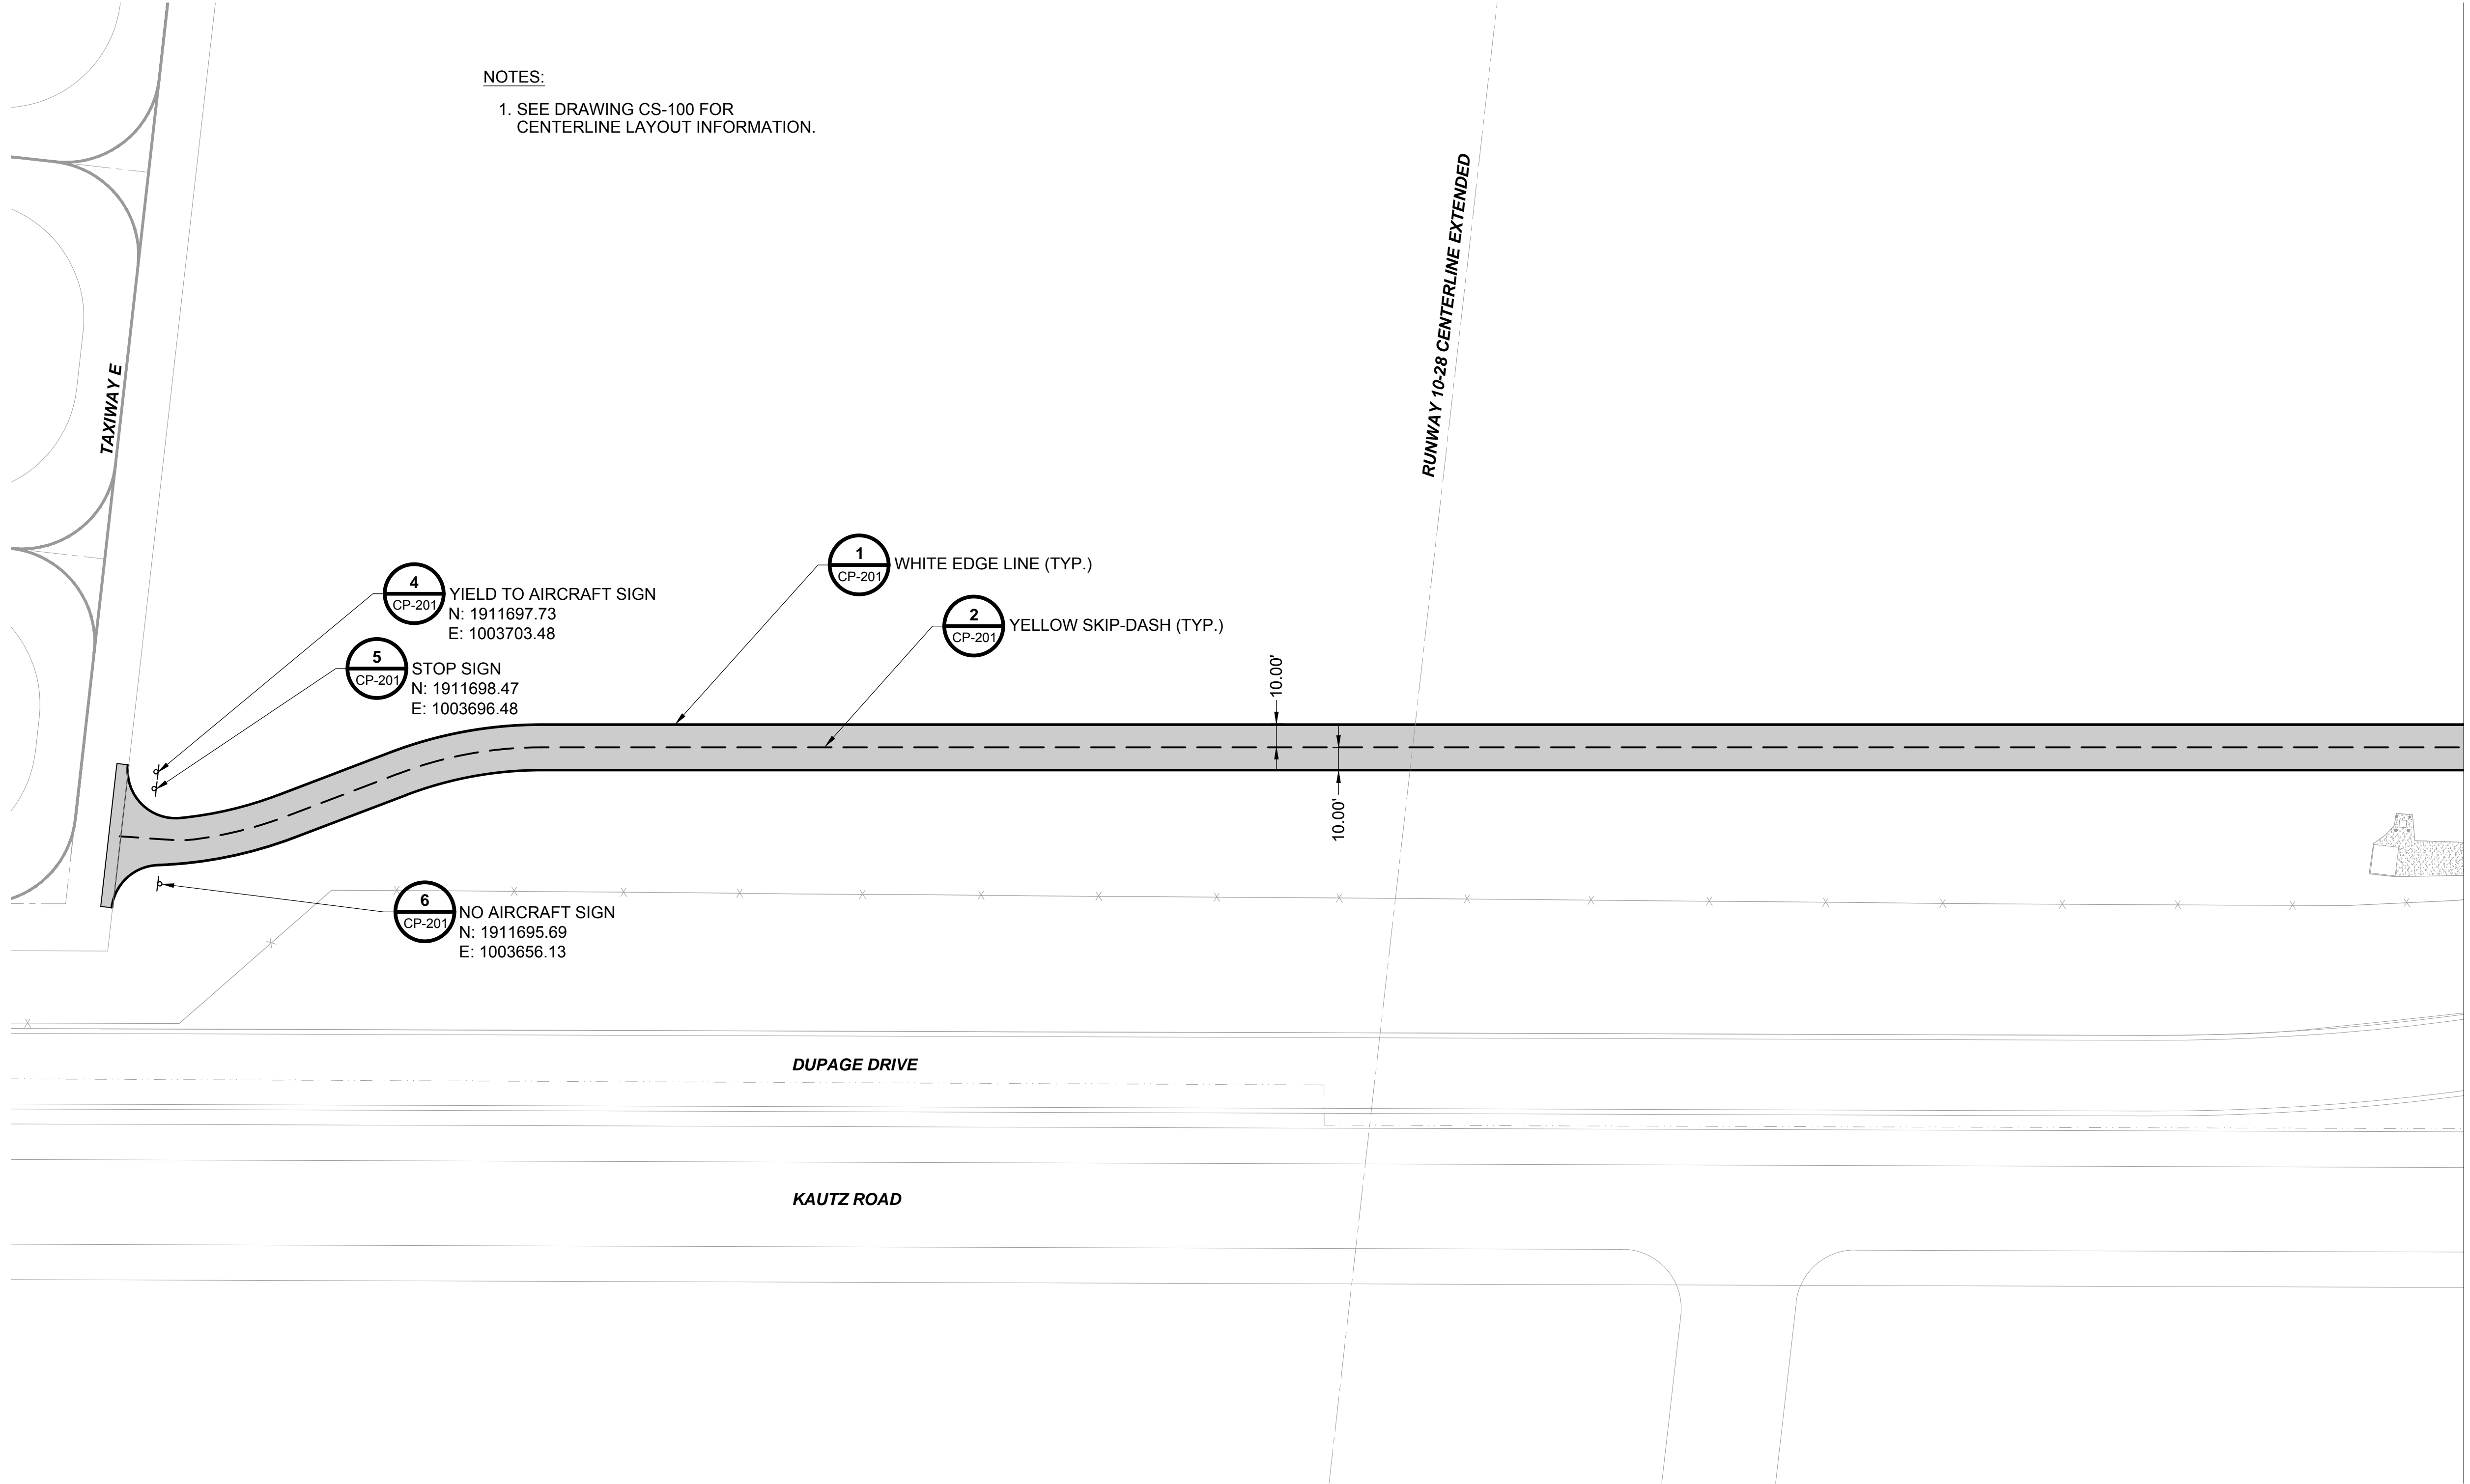 NOTES:
1. SEE DRAWING CS-100 FOR
CENTERLINE LAYOUT INFORMATION.
RUNWAY 10-28 CENTERLINE EXTENDED
TAXIWAY E
1
CP-201
WHITE EDGE LINE (TYP.)
4
CP-201
YIELD TO AIRCRAFT SIGN
N: 1911697.73
E: 1003703.48
2
CP-201
YELLOW SKIP-DASH (TYP.)
5
CP-201
STOP SIGN
N: 1911698.47
E: 1003696.48
10.00'
10.00'
6
CP-201
NO AIRCRAFT SIGN
N: 1911695.69
E: 1003656.13
DUPAGE DRIVE
KAUTZ ROAD